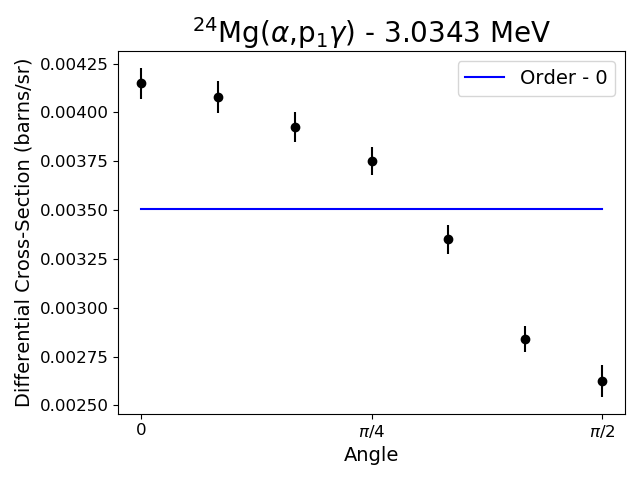 ²⁴Mg(α,p₁γ) - 3.0343 MeV
Order - 0
Differential Cross-Section (barns/sr)
0.00425
0.00400
0.00375
0.00350
0.00325
0.00300
0.00275
0.00250
0
π/4
π/2
Angle